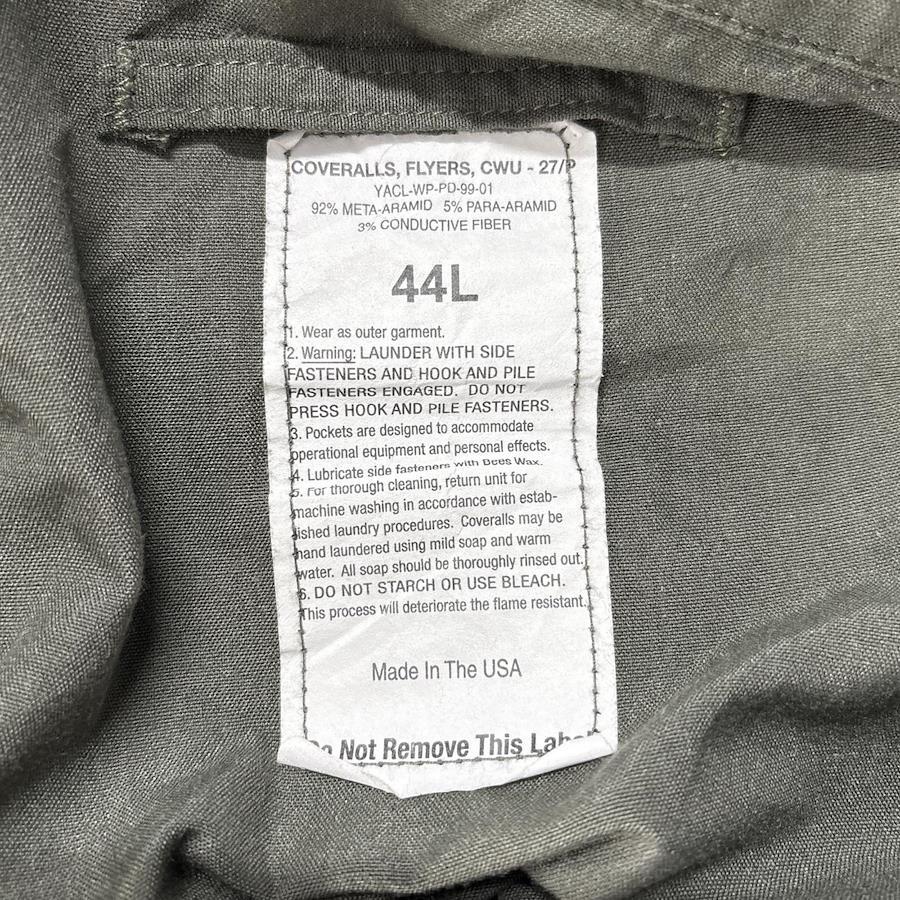 COVERALLS, FLYERS, CWU - 27/P
YACL-WP-PD-99-01
92% META-ARAMID 5% PARA-ARAMID
3% CONDUCTIVE FIBER
44L
1. Wear as outer garment.
2. Warning: LAUNDER WITH SIDE
FASTENERS AND HOOK AND PILE
FASTENERS ENGAGED. DO NOT
PRESS HOOK AND PILE FASTENERS.
3. Pockets are designed to accommodate
operational equipment and personal effects.
4. Lubricate side fasteners with Bees Wax.
5. For thorough cleaning, return unit for
machine washing in accordance with estab-
lished laundry procedures. Coveralls may be
hand laundered using mild soap and warm
water. All soap should be thoroughly rinsed out.
6. DO NOT STARCH OR USE BLEACH.
This process will deteriorate the flame resistant.
Made In The USA
Do Not Remove This Label